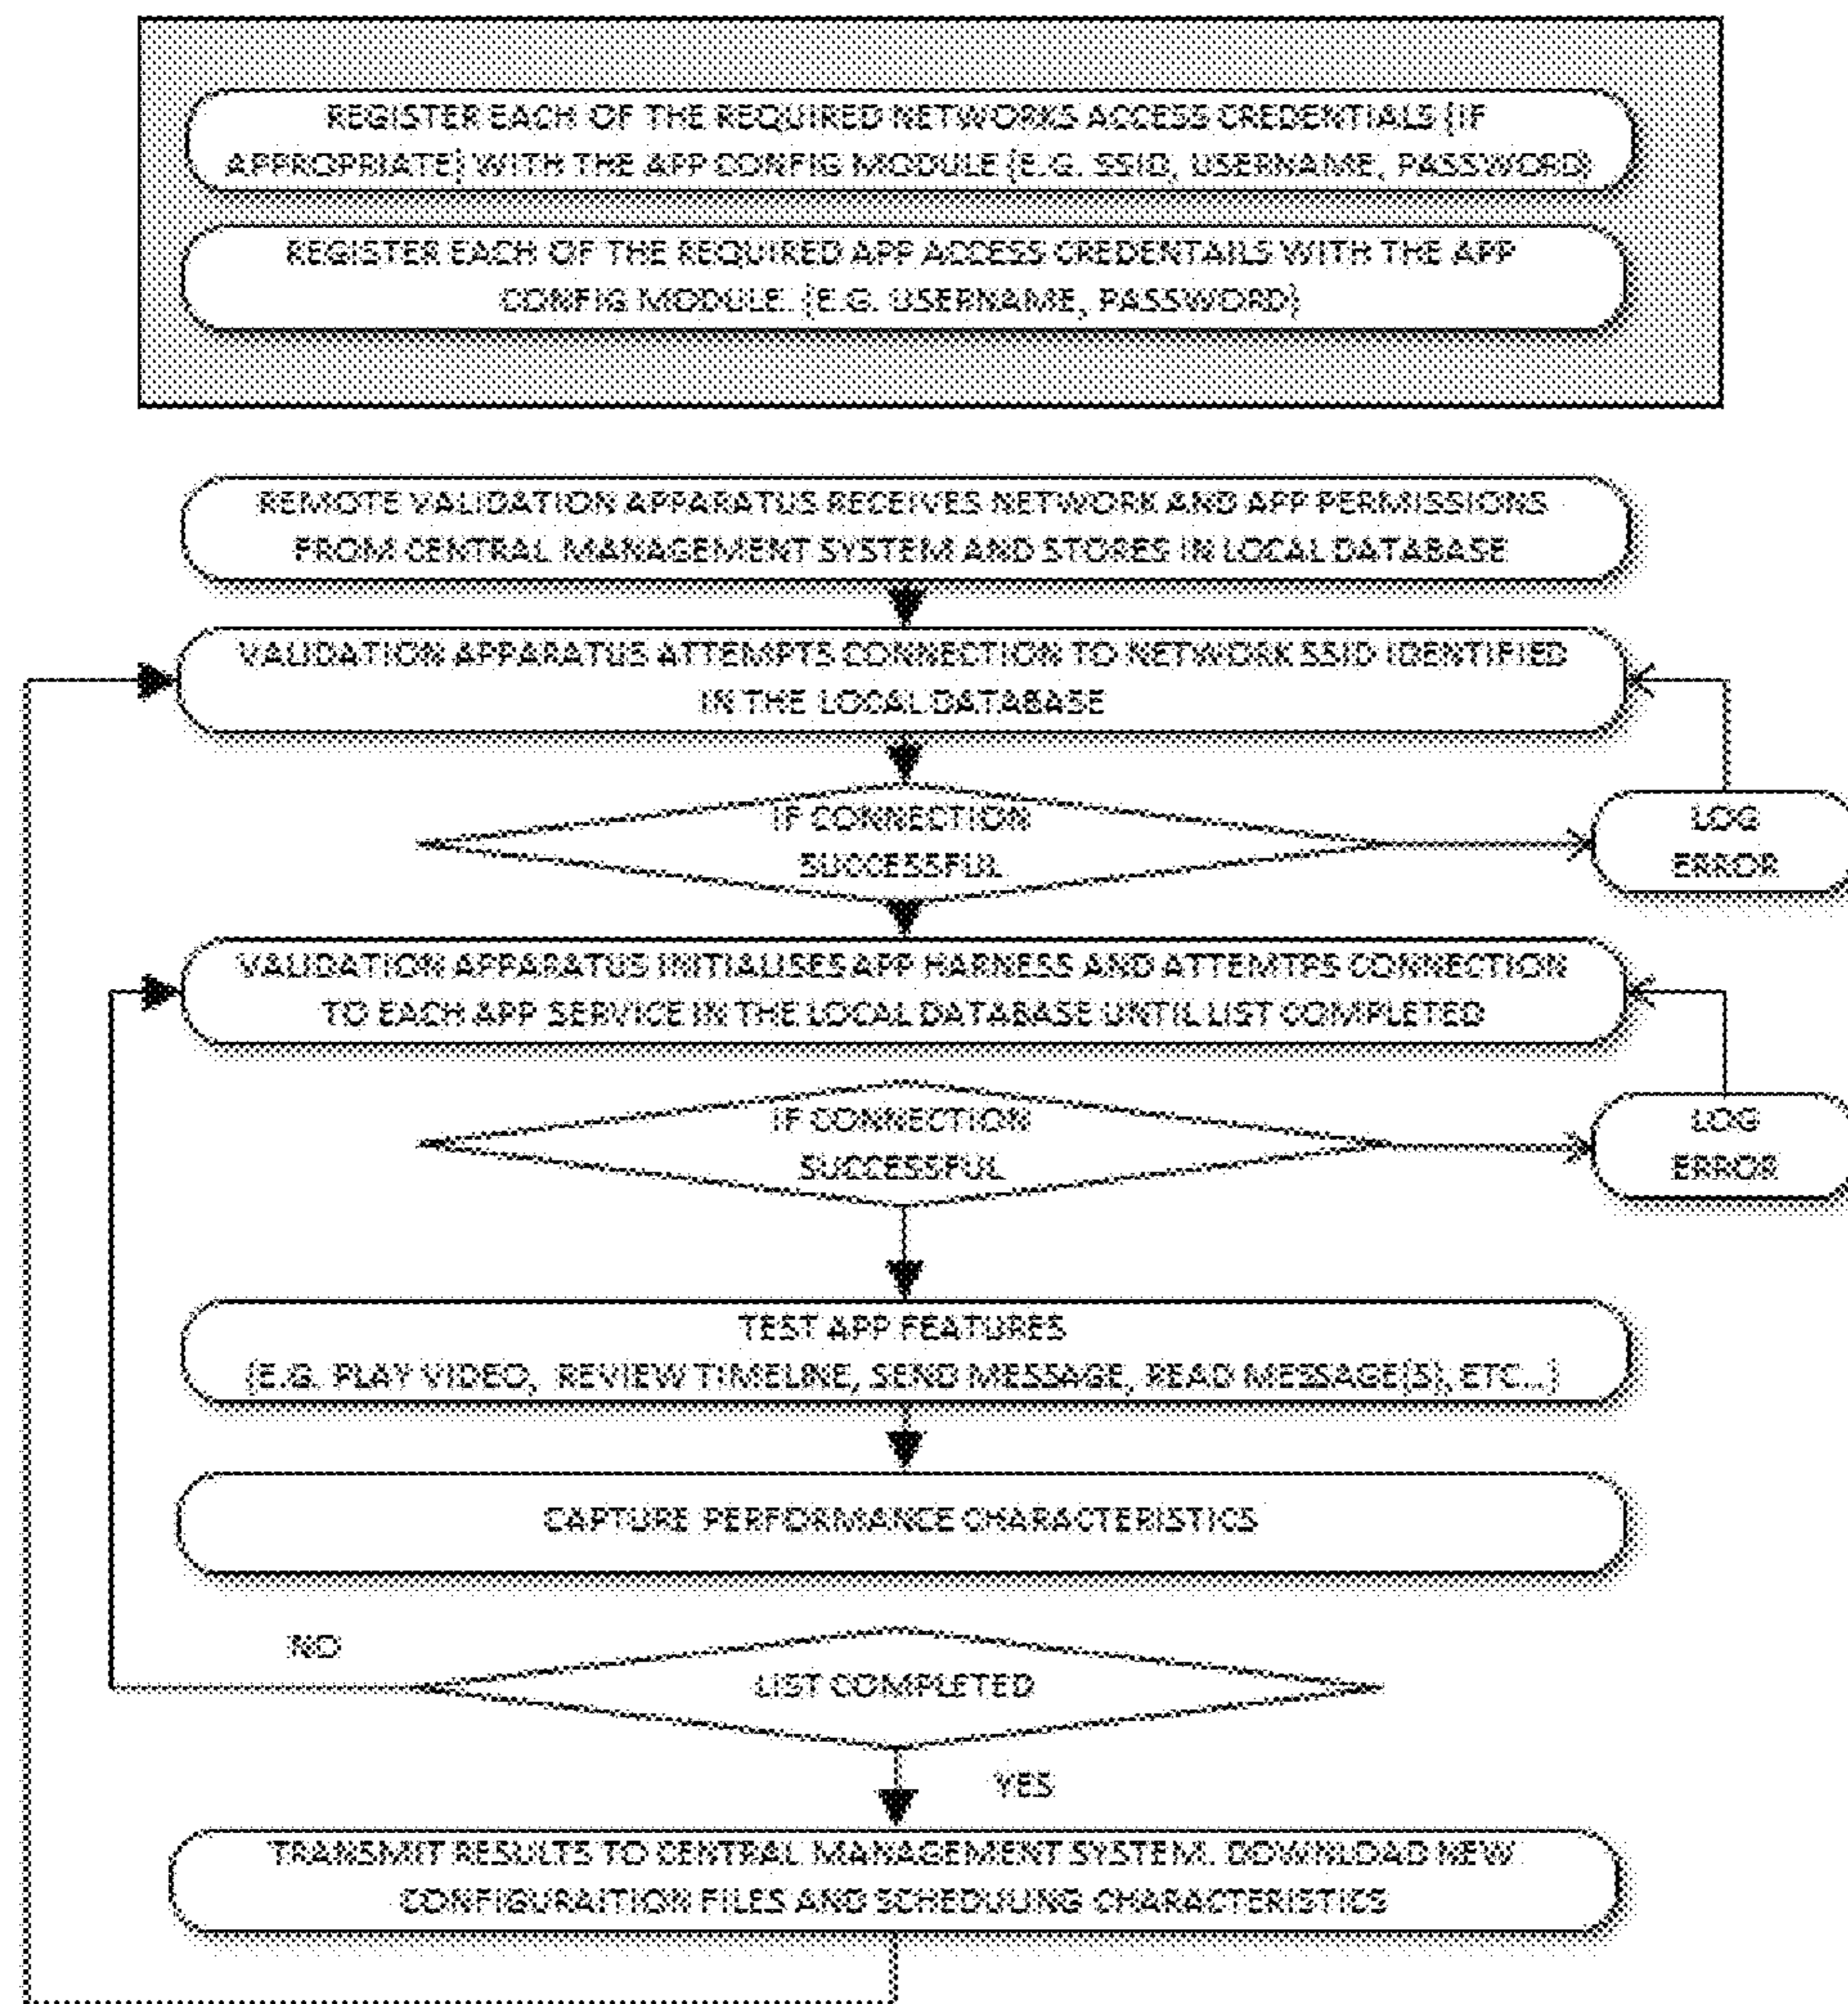 REGISTER EACH OF THE REQUIRED NETWORKS ACCESS CREDENTIALS (IF
APPROPRIATE) WITH THE APP CONFIG MODULE (E.G. SSID, USERNAME, PASSWORD)
REGISTER EACH OF THE REQUIRED APP ACCESS CREDENTAILS WITH THE APP
CONFIG MODULE. (E.G. USERNAME, PASSWORD)
REMOTE VALIDATION APPARATUS RECEIVES NETWORK AND APP PERMISSIONS
FROM CENTRAL MANAGEMENT SYSTEM AND STORES IN LOCAL DATABASE
VALIDATION APPARATUS ATTEMPTS CONNECTION TO NETWORK SSID IDENTIFIED
IN THE LOCAL DATABASE
IF CONNECTION
SUCCESSFUL
LOG
ERROR
VALIDATION APPARATUS INITIALISES APP HARNESS AND ATTEMTPS CONNECTION
TO EACH APP SERVICE IN THE LOCAL DATABASE UNTIL LIST COMPLETED
IF CONNECTION
SUCCESSFUL
LOG
ERROR
TEST APP FEATURES
(E.G. PLAY VIDEO, REVIEW TIMELINE, SEND MESSAGE, READ MESSAGE(S), ETC...)
CAPTURE PERFORMANCE CHARACTERISTICS
NO
LIST COMPLETED
YES
TRANSMIT RESULTS TO CENTRAL MANAGEMENT SYSTEM. DOWNLOAD NEW
CONFIGURAITION FILES AND SCHEDULING CHARACTERISTICS